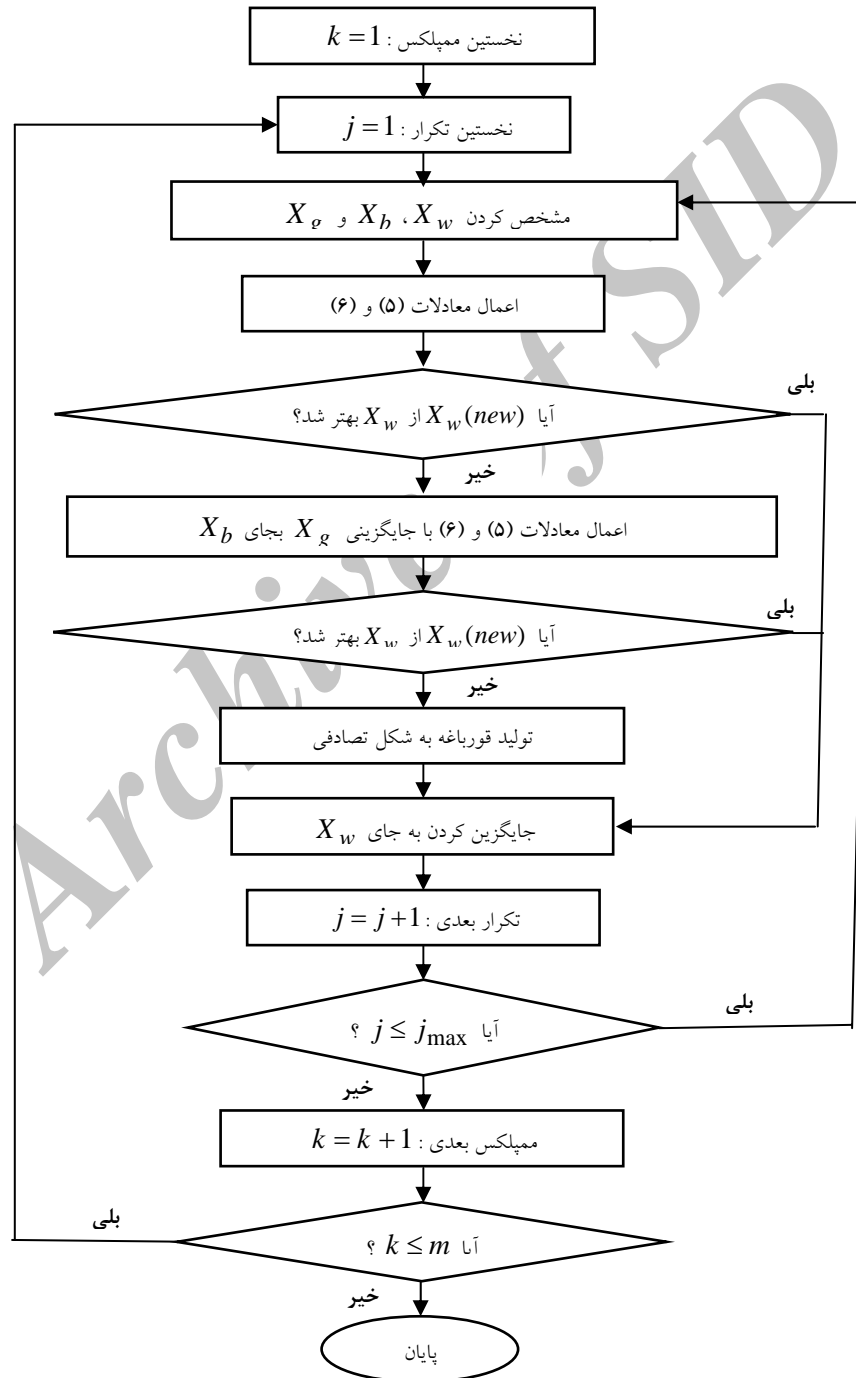 نخستین ممپلکس : k = 1
نخستین تکرار : j = 1
مشخص کردن X_w ، X_b و X_g
اعمال معادلات (۵) و (۶)
آیا X_w(new) از X_w بهتر شد؟
بلی
خیر
اعمال معادلات (۵) و (۶) با جایگزینی X_g بجای X_b
آیا X_w(new) از X_w بهتر شد؟
بلی
خیر
تولید قورباغه به شکل تصادفی
جایگزین کردن به جای X_w
تکرار بعدی : j = j+1
آیا j ≤ j_max ؟
بلی
خیر
ممپلکس بعدی : k = k + 1
آیا k ≤ m ؟
بلی
خیر
پایان
Archive of SID